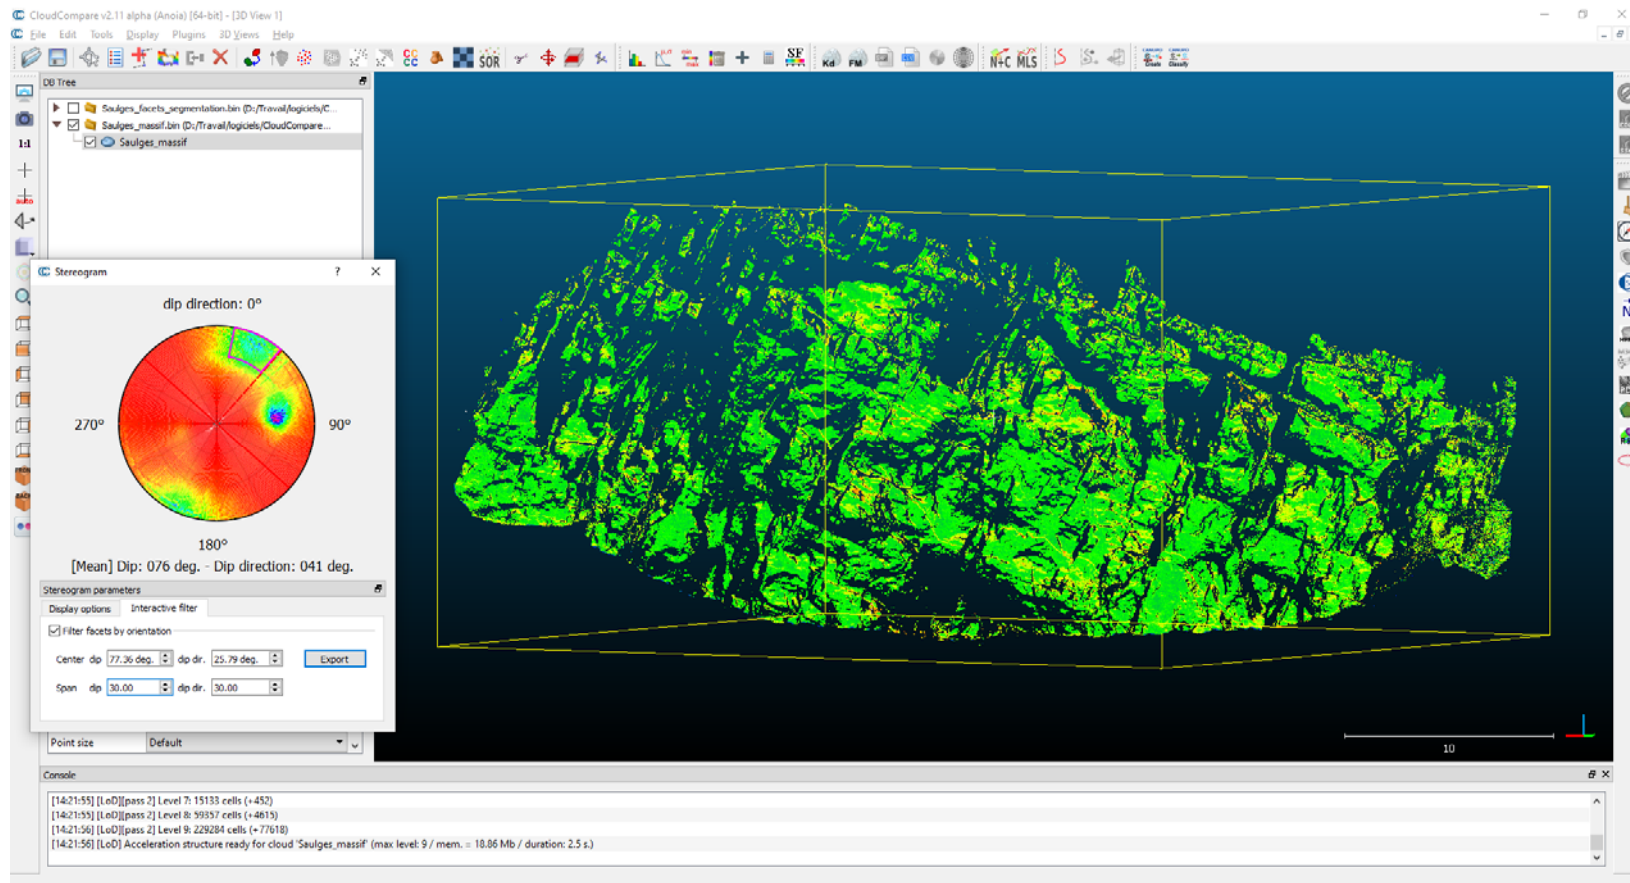 CloudCompare v2.11 alpha (Anoia) [64-bit] - [3D View 1]
File Edit Tools Display Plugins 3D Views Help
SOR SF Kd FM N+C MLS
DB Tree
Saulges_facets_segmentation.bin (D:/Travail/logiciels/C...
Saulges_massif.bin (D:/Travail/logiciels/CloudCompare...
Saulges_massif
1:1
auto
Stereogram
dip direction: 0°
270°
90°
180°
[Mean] Dip: 076 deg. - Dip direction: 041 deg.
Stereogram parameters
Display options Interactive filter
Filter facets by orientation
Center dip 77.36 deg. dip dir. 25.79 deg. Export
Span dip 30.00 dip dir. 30.00
Point size Default
10
Console
[14:21:55] [LoD][pass 2] Level 7: 15133 cells (+452)
[14:21:55] [LoD][pass 2] Level 8: 59357 cells (+4615)
[14:21:56] [LoD][pass 2] Level 9: 229284 cells (+77618)
[14:21:56] [LoD] Acceleration structure ready for cloud 'Saulges_massif' (max level: 9 / mem. = 18.86 Mb / duration: 2.5 s.)